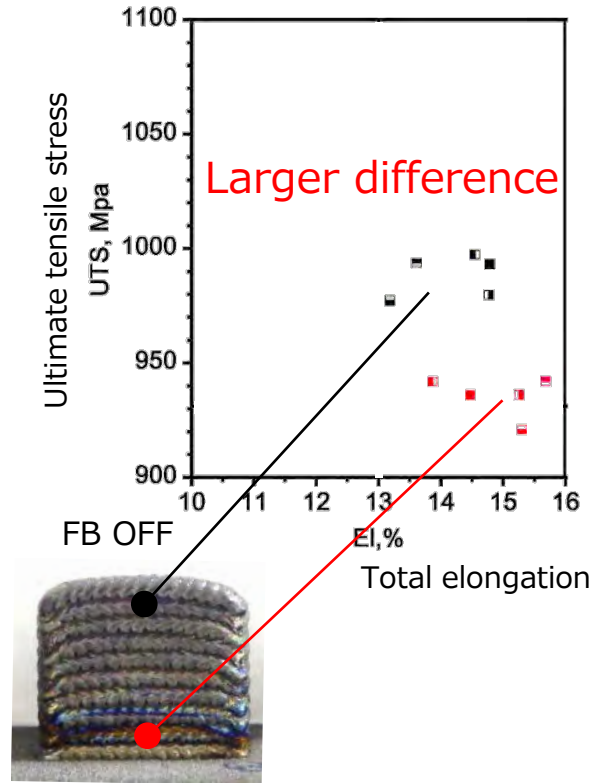 1100
1050
1000
950
900
Ultimate tensile stress
UTS, Mpa
Larger difference
10 11 12 13 14 15 16
El,%
FB OFF
Total elongation